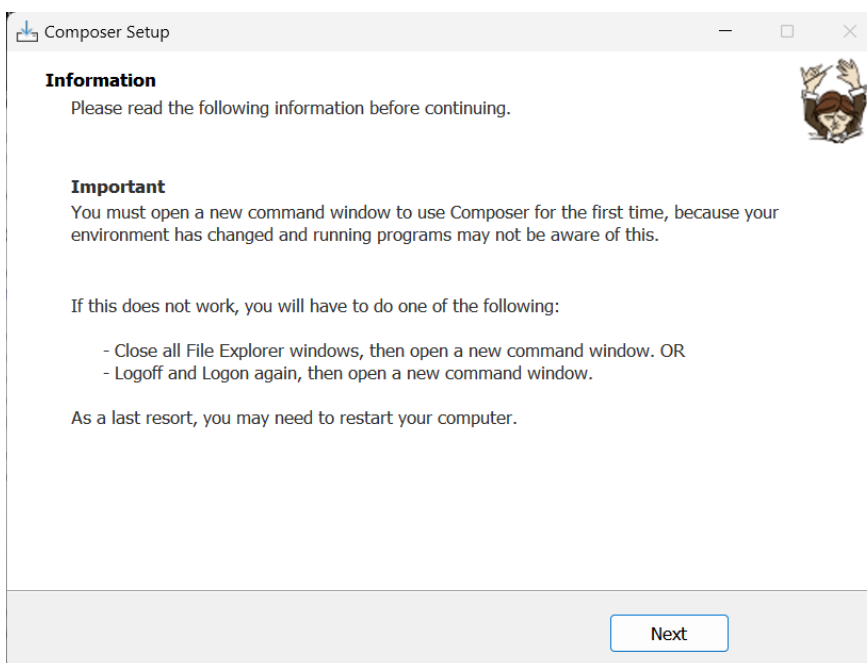 Composer Setup
Information
Please read the following information before continuing.
Important
You must open a new command window to use Composer for the first time, because your
environment has changed and running programs may not be aware of this.
If this does not work, you will have to do one of the following:
- Close all File Explorer windows, then open a new command window. OR
- Logoff and Logon again, then open a new command window.
As a last resort, you may need to restart your computer.
Next